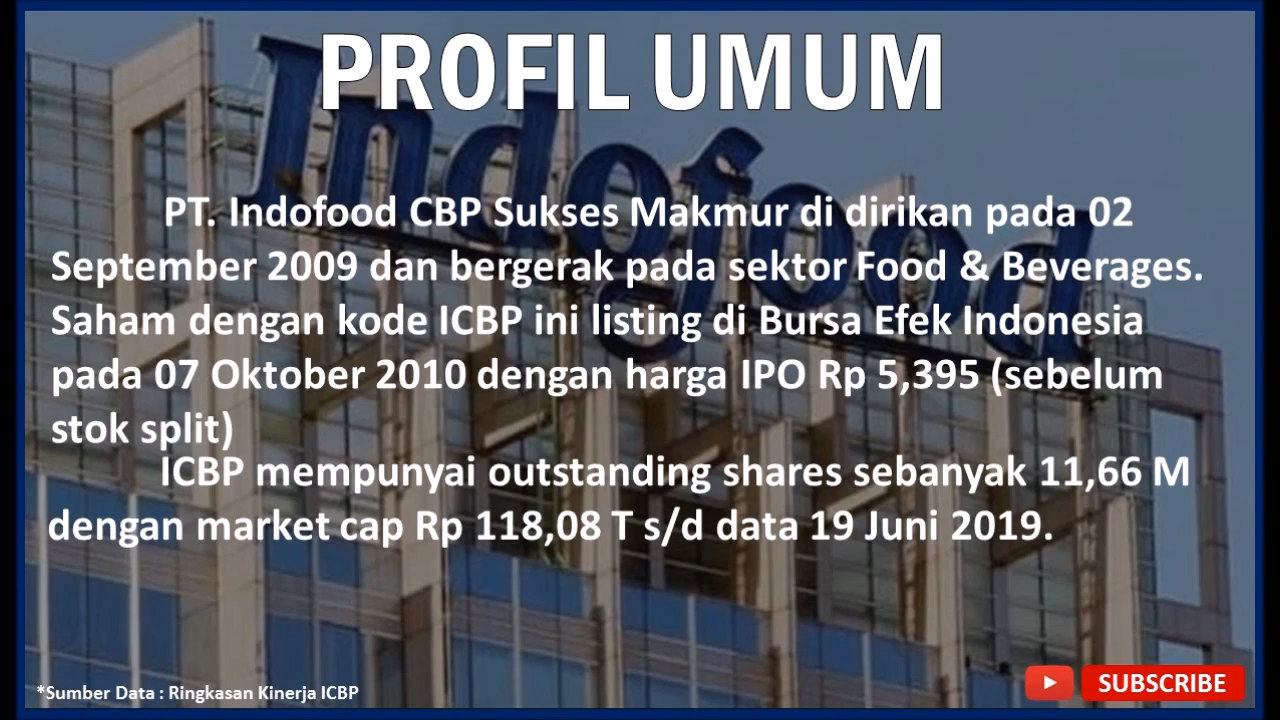 PROFIL UMUM
Indofood
PT. Indofood CBP Sukses Makmur di dirikan pada 02
September 2009 dan bergerak pada sektor Food & Beverages.
Saham dengan kode ICBP ini listing di Bursa Efek Indonesia
pada 07 Oktober 2010 dengan harga IPO Rp 5,395 (sebelum
stok split)
ICBP mempunyai outstanding shares sebanyak 11,66 M
dengan market cap Rp 118,08 T s/d data 19 Juni 2019.
*Sumber Data : Ringkasan Kinerja ICBP
SUBSCRIBE